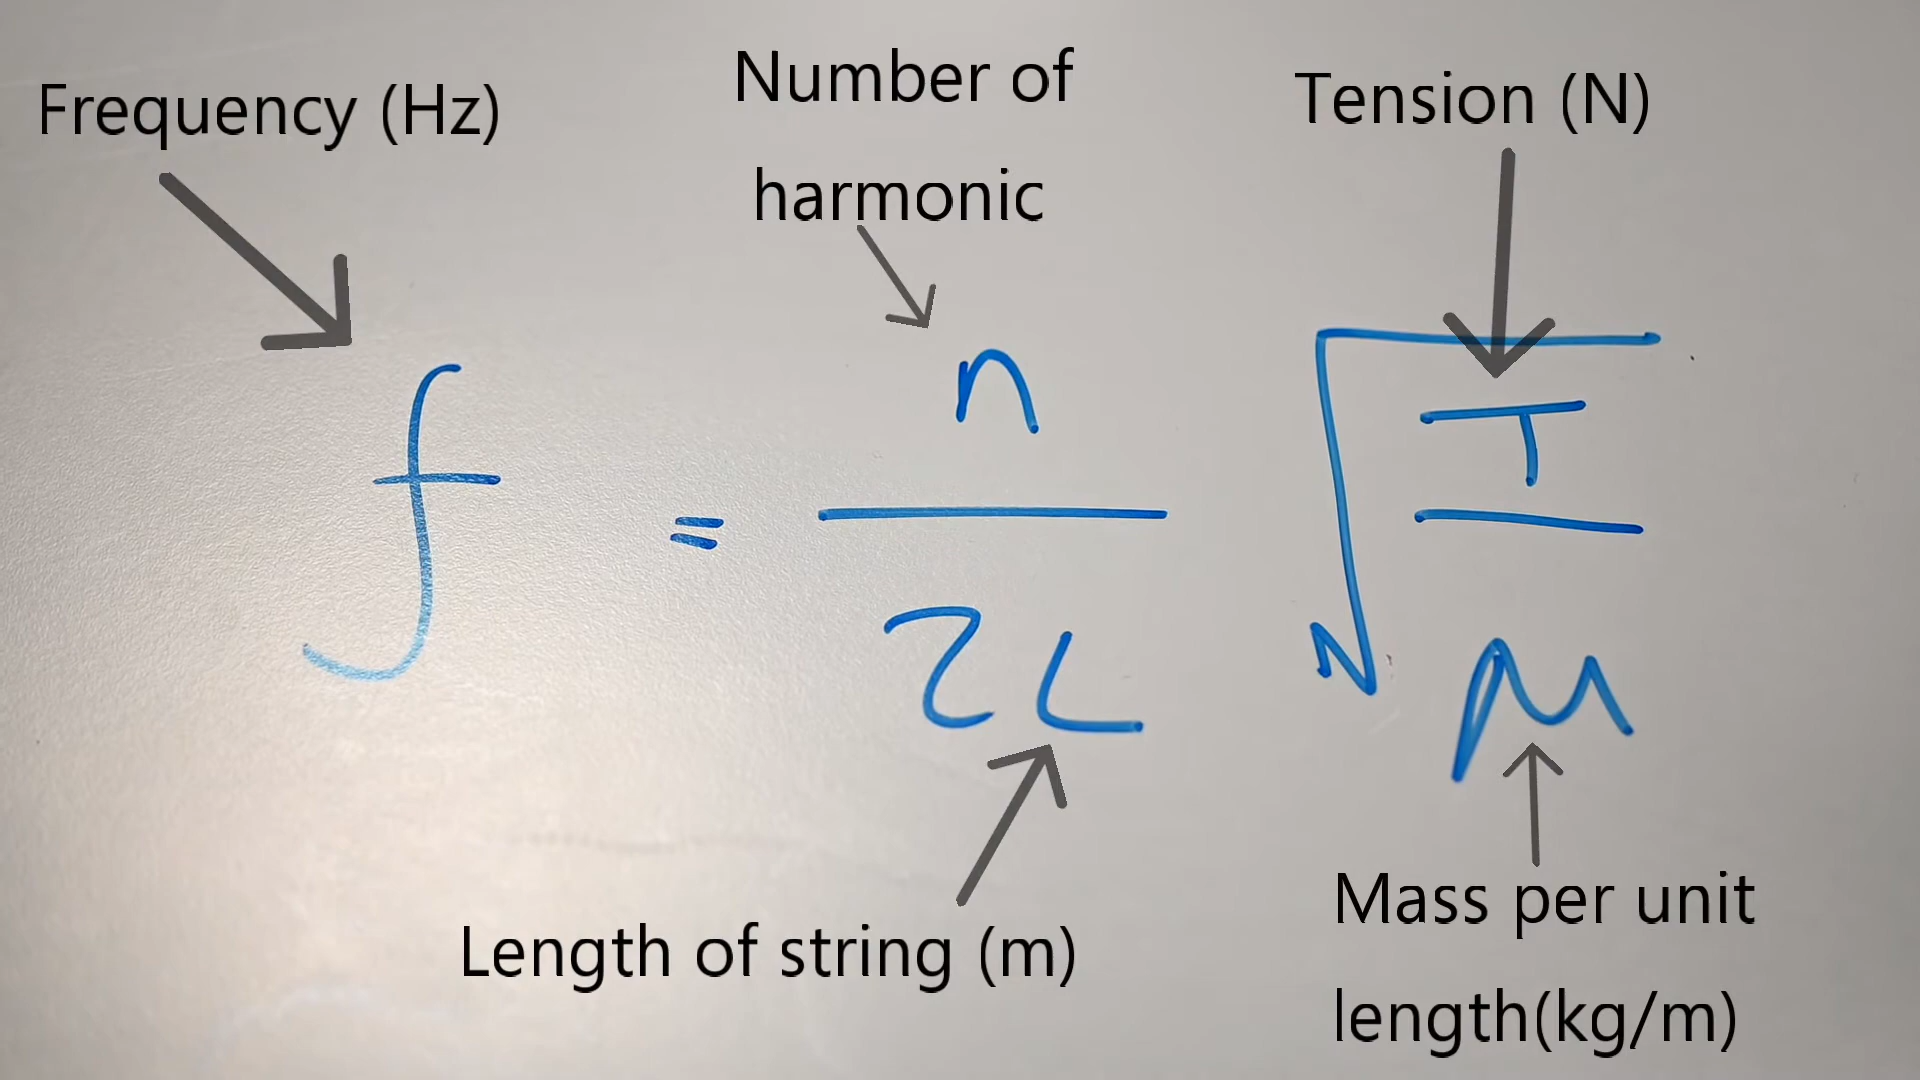 Frequency (Hz)
Number of
harmonic
Tension (N)
f = n / 2L √ T / μ
Length of string (m)
Mass per unit
length(kg/m)